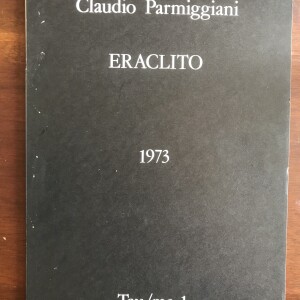 Claudio Parmiggiani
ERACLITO
1973